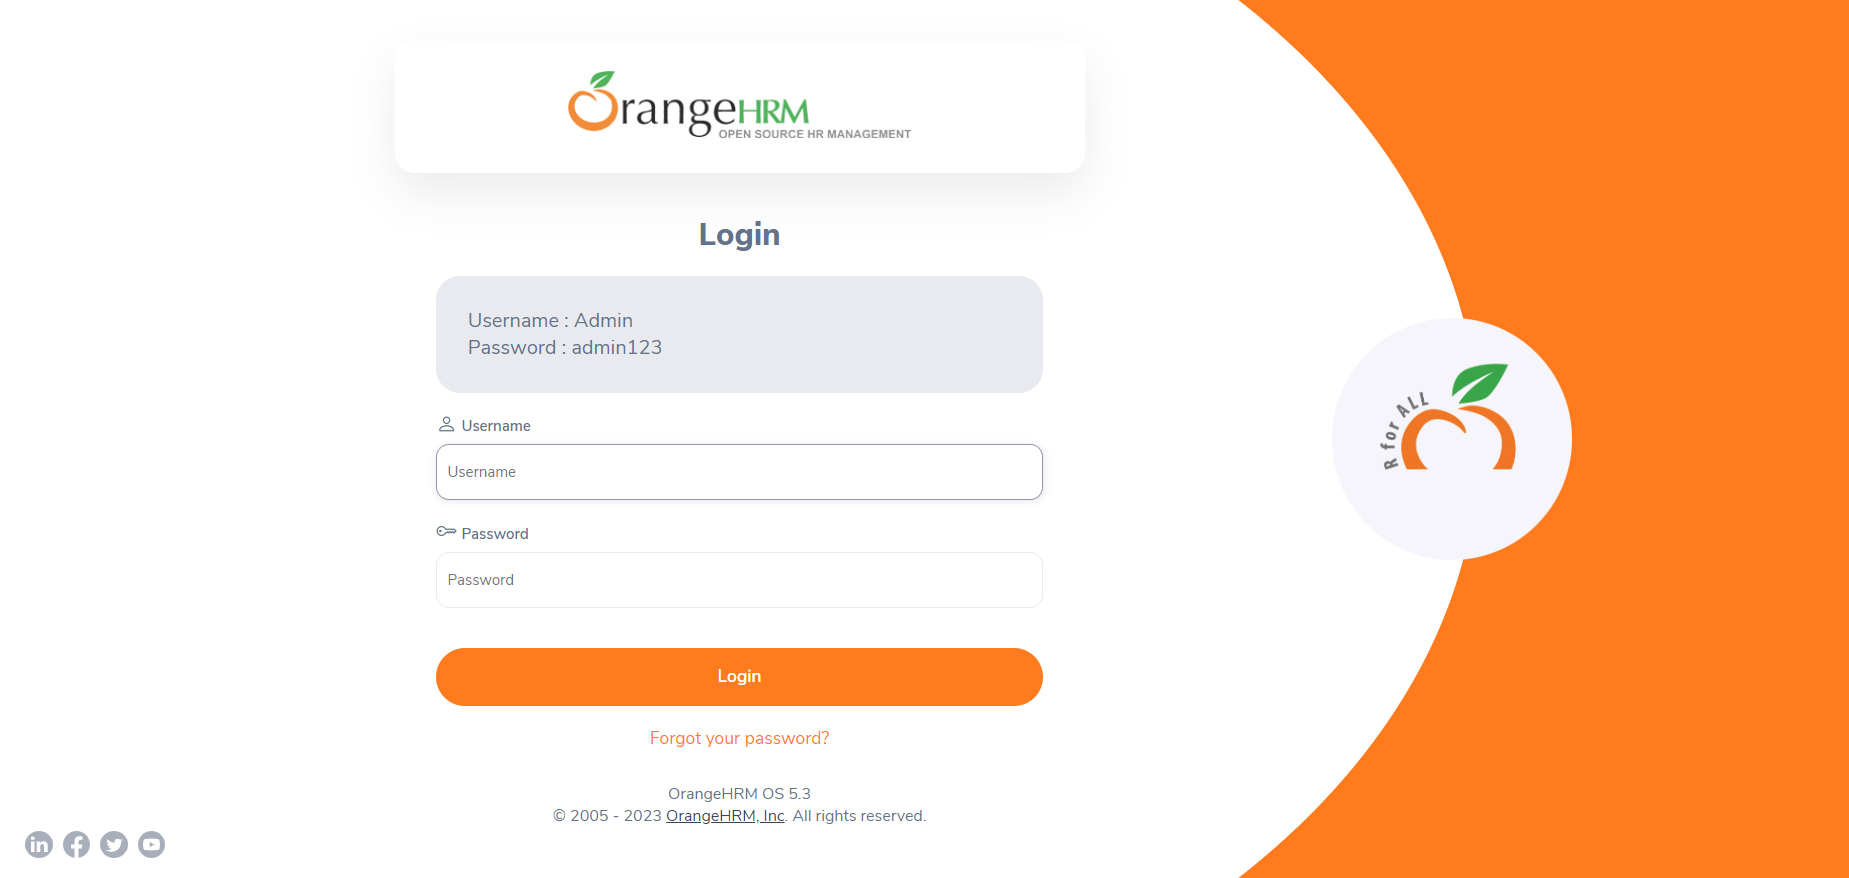 OrangeHRM
OPEN SOURCE HR MANAGEMENT
Login
Username : Admin
Password : admin123
Username
Username
Password
Password
Login
Forgot your password?
OrangeHRM OS 5.3
© 2005 - 2023 OrangeHRM, Inc. All rights reserved.
R for ALL
in